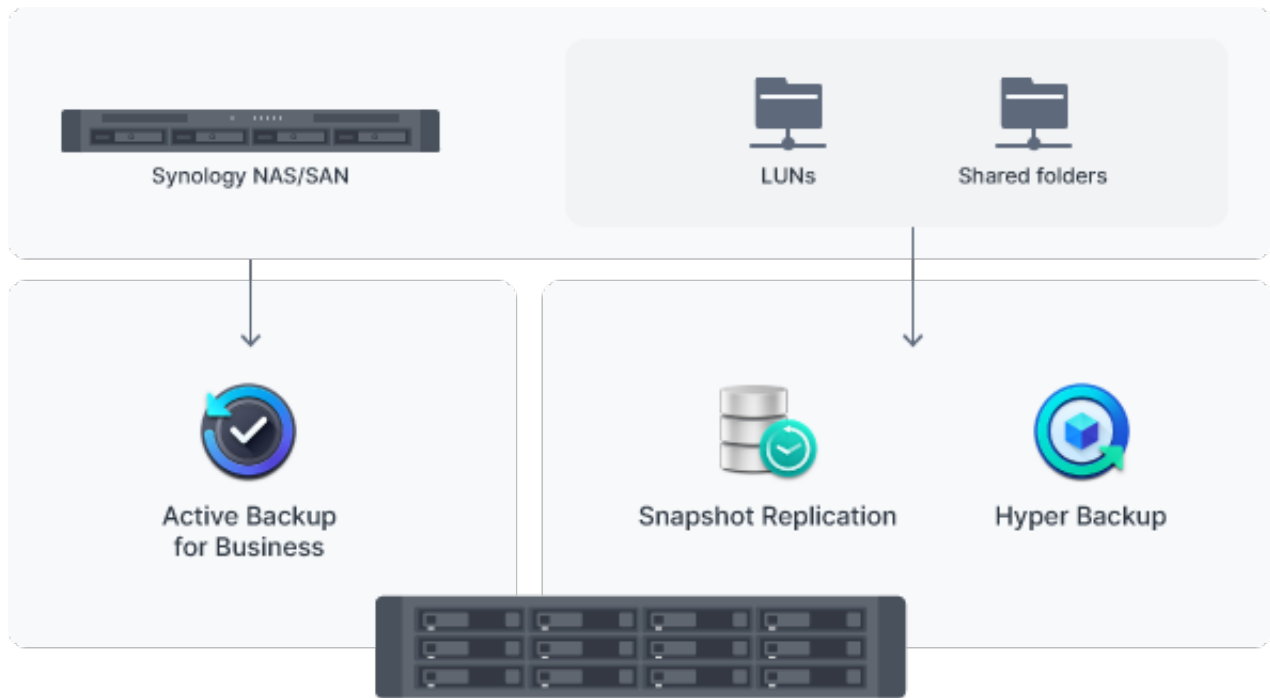 Synology NAS/SAN
LUNs
Shared folders
Active Backup
for Business
Snapshot Replication
Hyper Backup